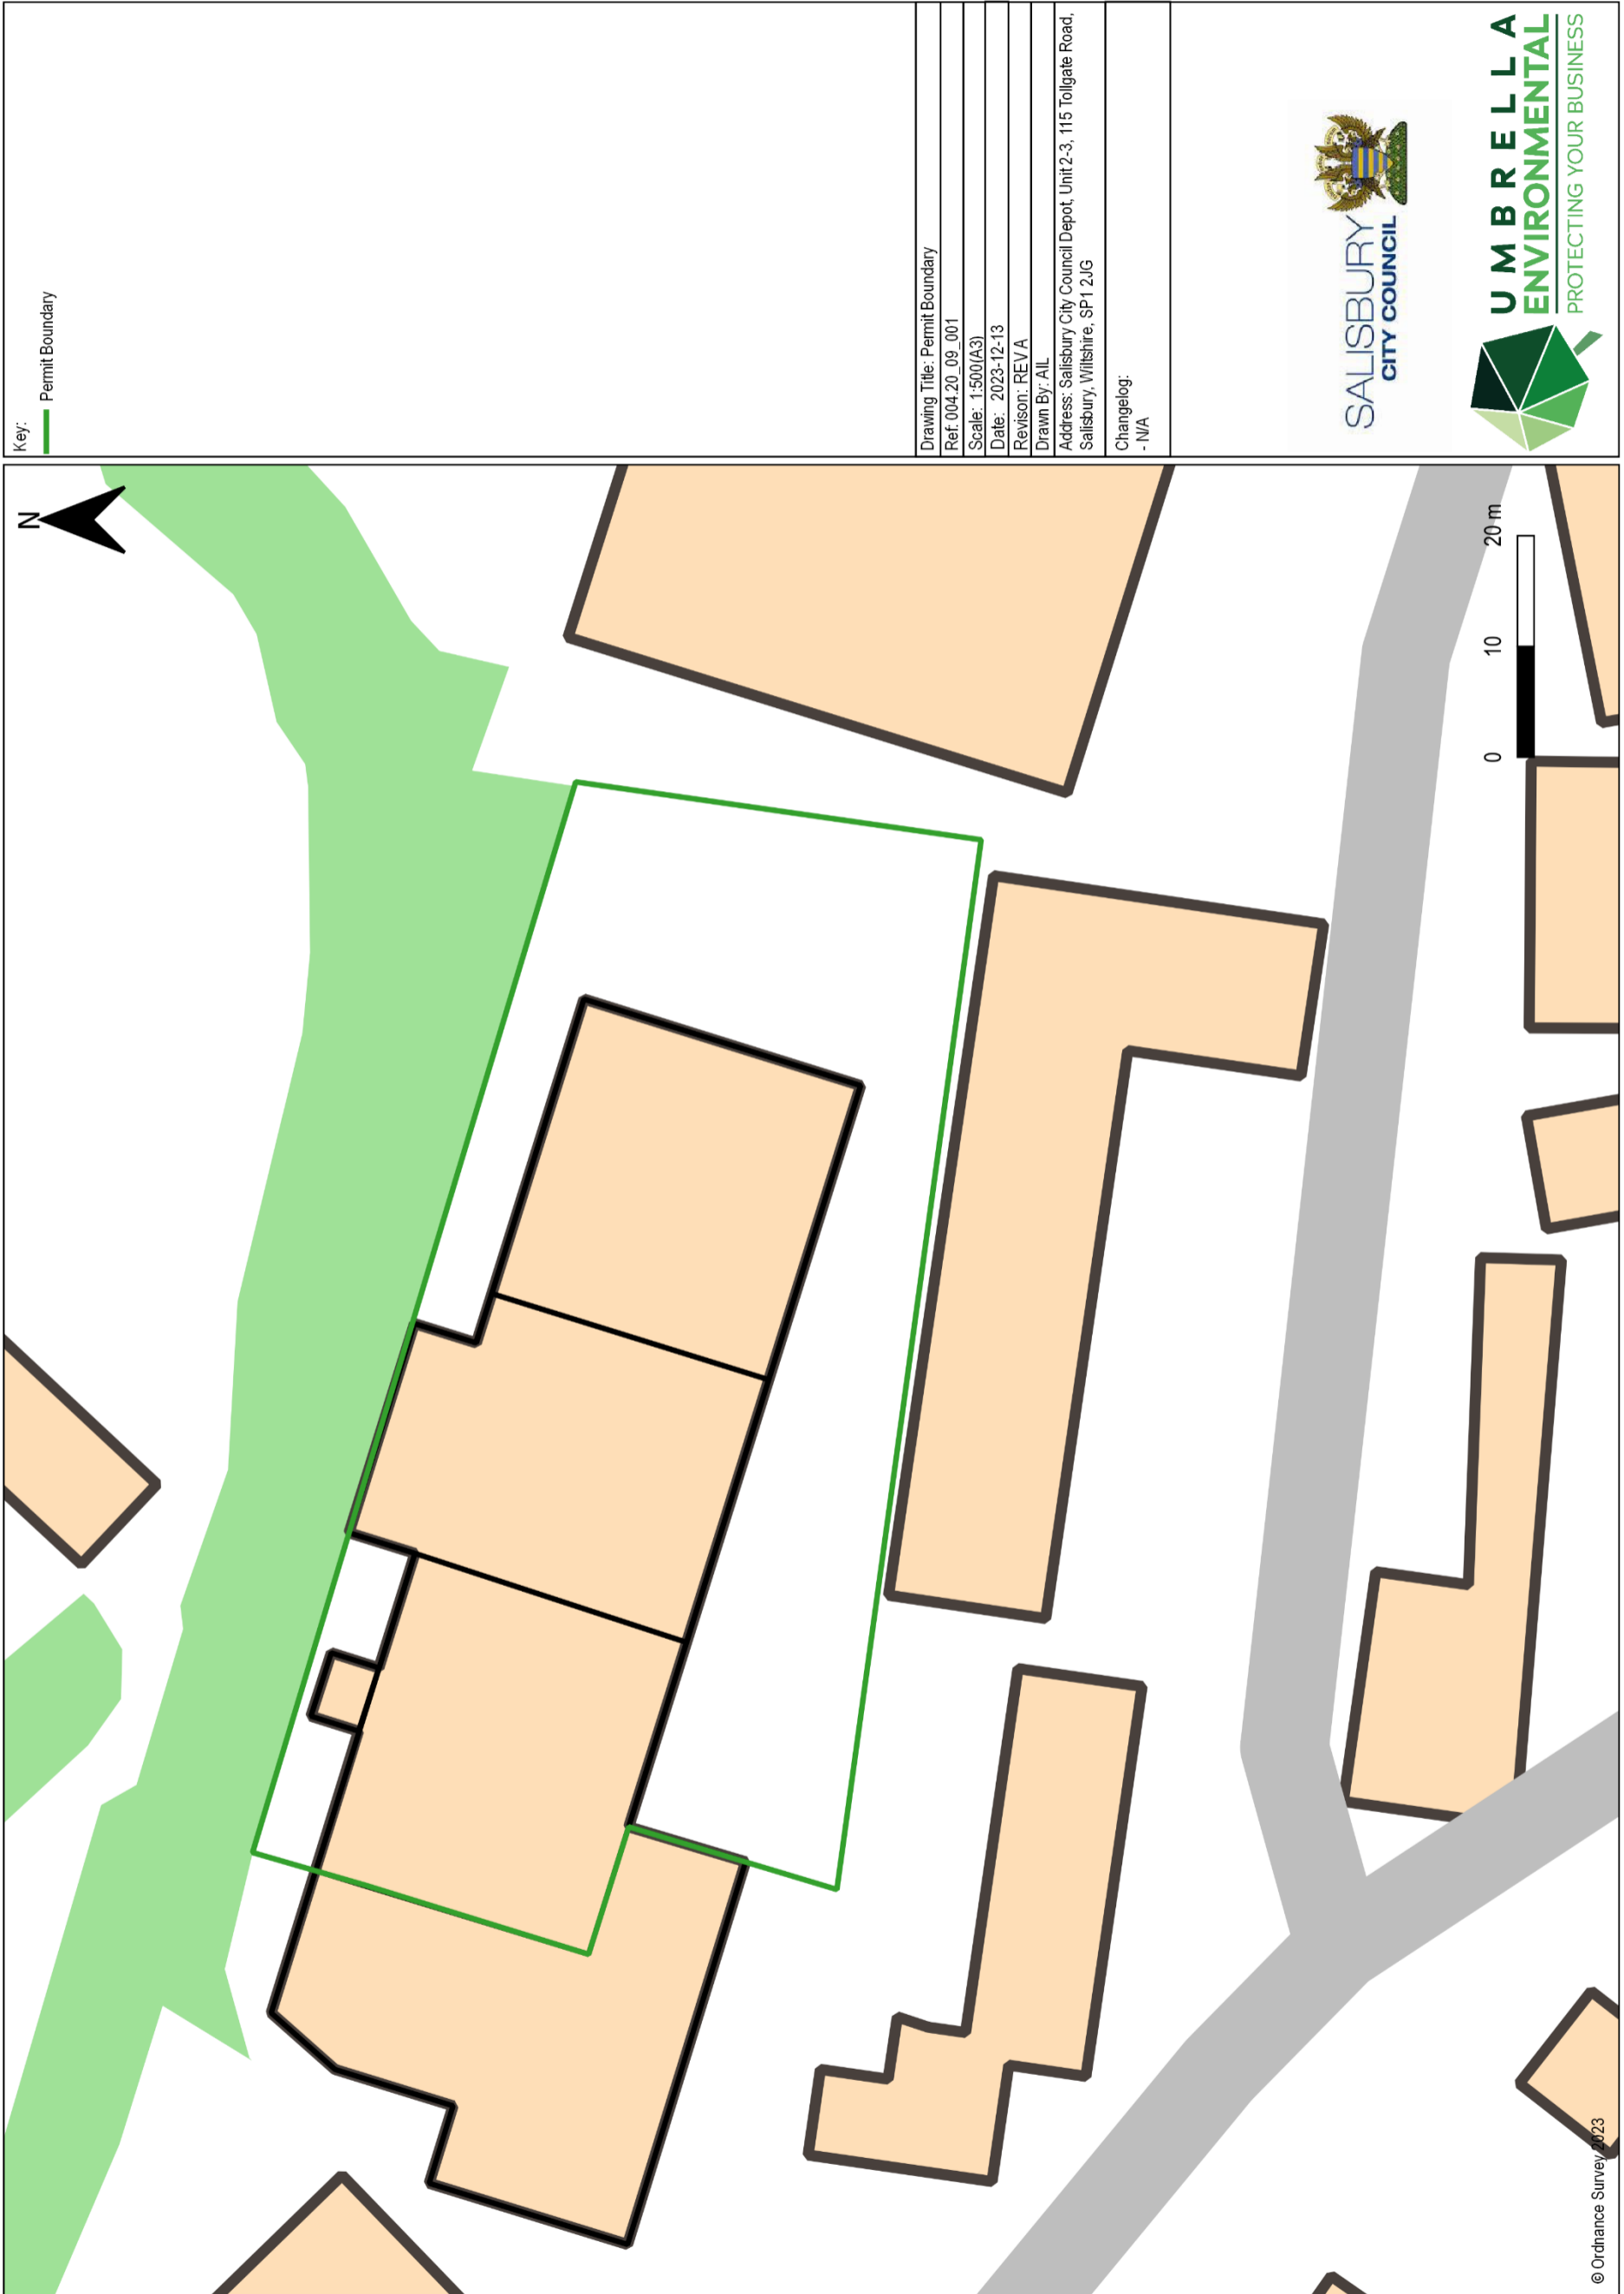 Key:
Permit Boundary
Drawing Title: Permit Boundary
Ref: 004.20_09_001
Scale: 1:500(A3)
Date: 2023-12-13
Revison: REV A
Drawn By: AIL
Address: Salisbury City Council Depot, Unit 2-3, 115 Tollgate Road,
Salisbury, Wiltshire, SP1 2JG
Changelog:
- N/A
SALISBURY
CITY COUNCIL
UMBRELLA
ENVIRONMENTAL
PROTECTING YOUR BUSINESS
N
0 10 20 m
© Ordnance Survey 2023